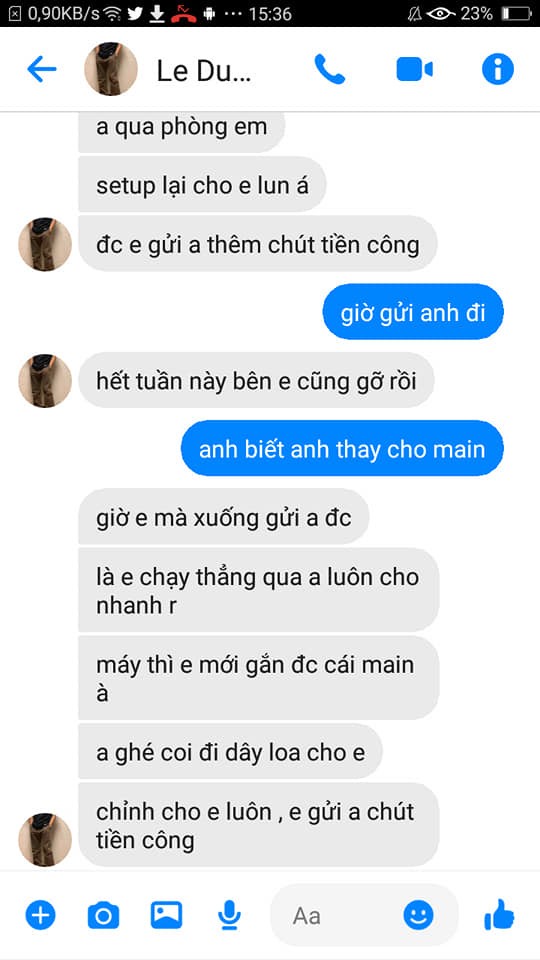 0,90KB/s ... 15:36 23%
Le Du...
a qua phòng em
setup lại cho e lun á
đc e gửi a thêm chút tiền công
giờ gửi anh đi
hết tuần này bên e cũng gỡ rồi
anh biết anh thay cho main
giờ e mà xuống gửi a đc
là e chạy thẳng qua a luôn cho
nhanh r
máy thì e mới gắn đc cái main
à
a ghé coi đi dây loa cho e
chỉnh cho e luôn , e gửi a chút
tiền công
Aa